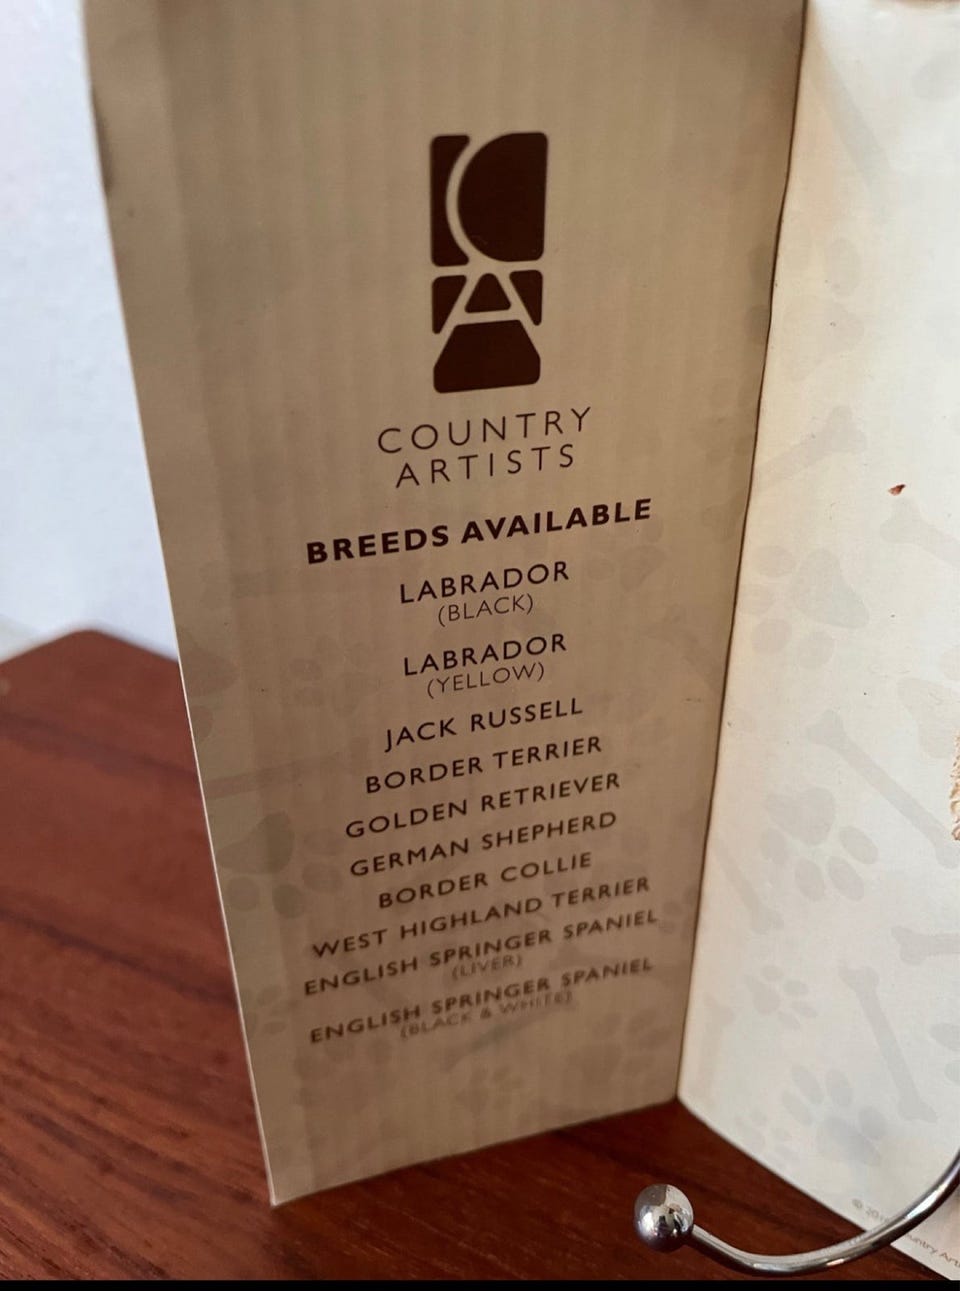 CA
COUNTRY
ARTISTS
BREEDS AVAILABLE
LABRADOR
(BLACK)
LABRADOR
(YELLOW)
JACK RUSSELL
BORDER TERRIER
GOLDEN RETRIEVER
GERMAN SHEPHERD
BORDER COLLIE
WEST HIGHLAND TERRIER
ENGLISH SPRINGER SPANIEL
(LIVER)
ENGLISH SPRINGER SPANIEL
(BLACK & WHITE)
©